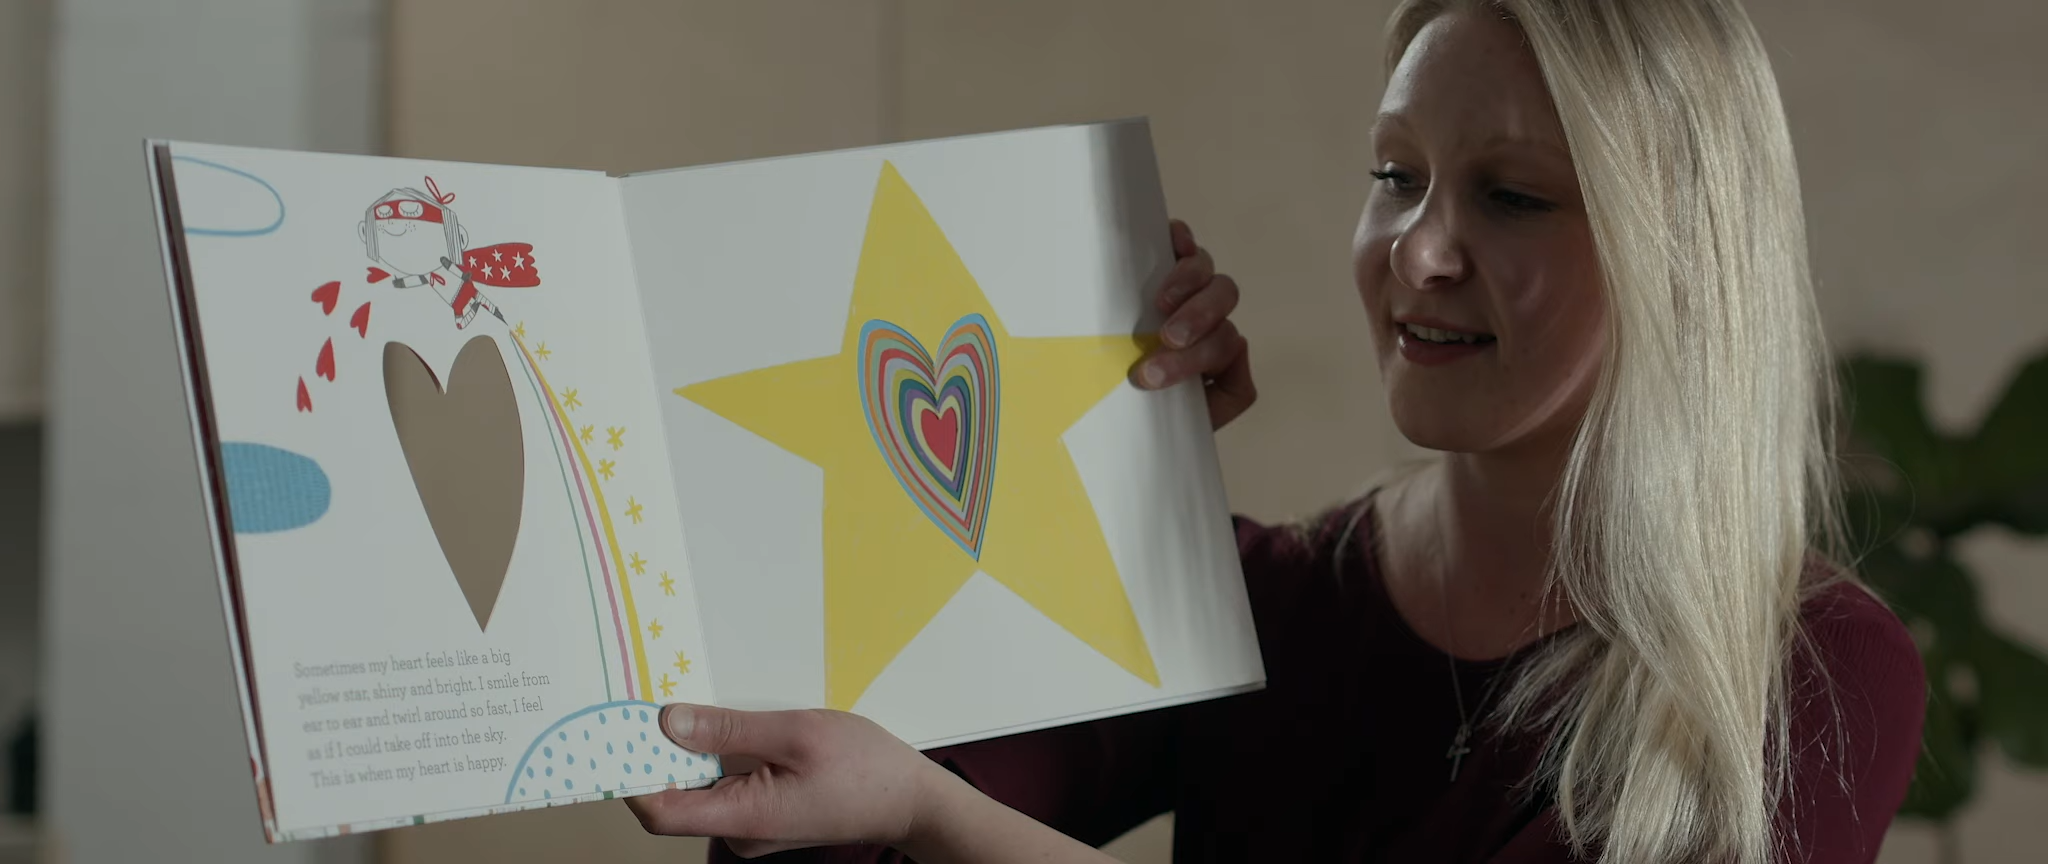 Sometimes my heart feels like a big
yellow star, shiny and bright. I smile from
ear to ear and twirl around so fast, I feel
as if I could take off into the sky.
This is when my heart is happy.